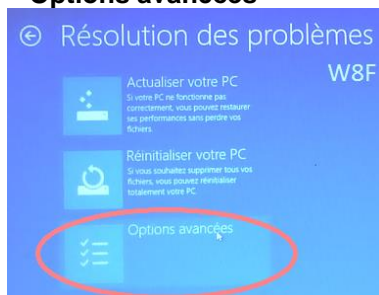 Options avancées
Résolution des problèmes
W8F
Actualiser votre PC
Si votre PC ne fonctionne pas
correctement, vous pouvez restaurer
ses performances sans perdre vos
fichiers.
Réinitialiser votre PC
Si vous souhaitez supprimer tous vos
fichiers, vous pouvez réinitialiser
totalement votre PC.
Options avancées